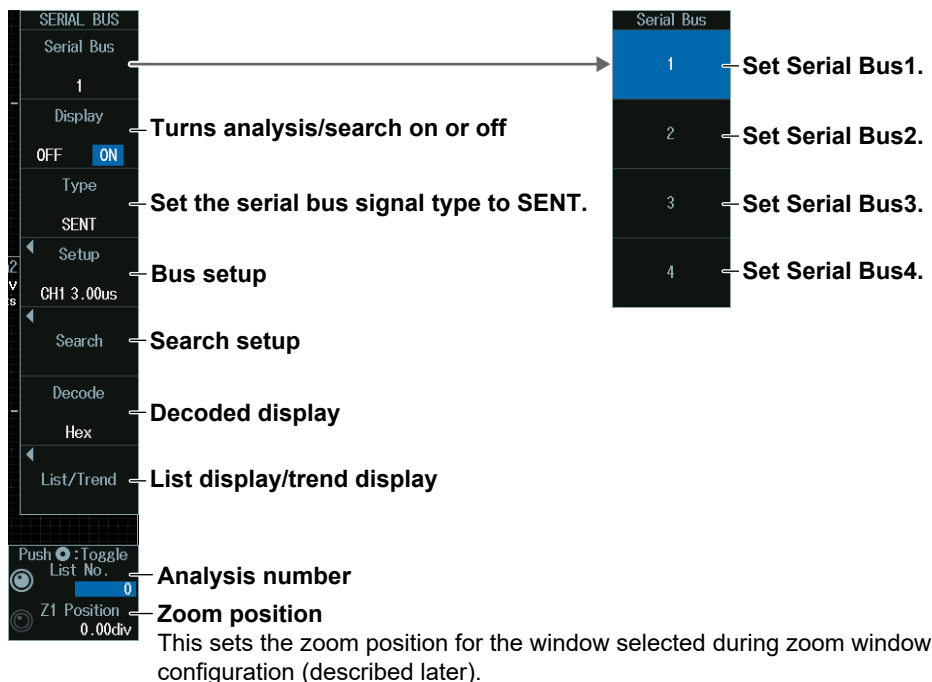 SERIAL BUS
Serial Bus
1
Display
OFF ON
Type
SENT
Setup
CH1 3.00us
Search
Decode
Hex
List/Trend
Push :Toggle
List No.
0
Z1 Position
0.00div
Turns analysis/search on or off
Set the serial bus signal type to SENT.
Bus setup
Search setup
Decoded display
List display/trend display
Analysis number
Zoom position
This sets the zoom position for the window selected during zoom window
configuration (described later).
Serial Bus
1
Set Serial Bus1.
2
Set Serial Bus2.
3
Set Serial Bus3.
4
Set Serial Bus4.